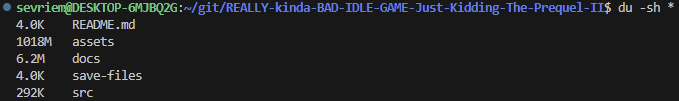 sevriem@DESKTOP-6MJBQ2G:~/git/REALLY-kinda-BAD-IDLE-GAME-Just-Kidding-The-Prequel-II$ du -sh *
4.0K README.md
1018M assets
6.2M docs
4.0K save-files
292K src